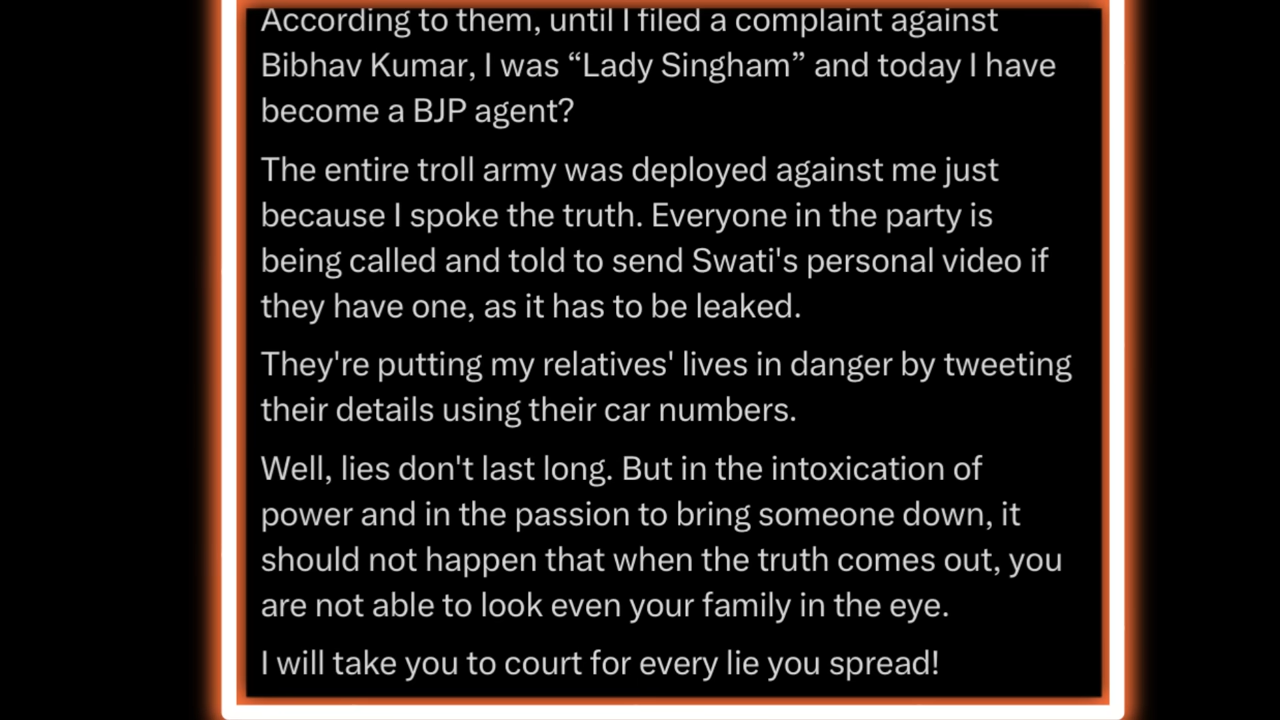 According to them, until I filed a complaint against
Bibhav Kumar, I was “Lady Singham” and today I have
become a BJP agent?
The entire troll army was deployed against me just
because I spoke the truth. Everyone in the party is
being called and told to send Swati's personal video if
they have one, as it has to be leaked.
They're putting my relatives' lives in danger by tweeting
their details using their car numbers.
Well, lies don't last long. But in the intoxication of
power and in the passion to bring someone down, it
should not happen that when the truth comes out, you
are not able to look even your family in the eye.
I will take you to court for every lie you spread!